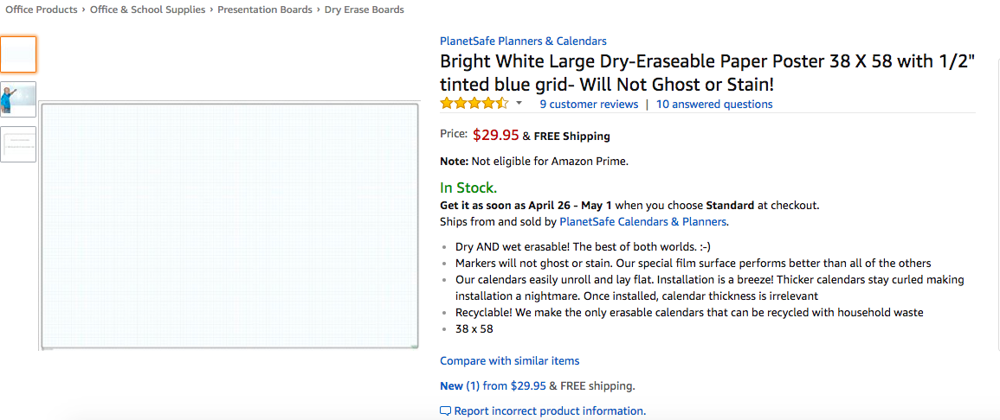 Office Products › Office & School Supplies › Presentation Boards › Dry Erase Boards
PlanetSafe Planners & Calendars
Bright White Large Dry-Eraseable Paper Poster 38 X 58 with 1/2"
tinted blue grid- Will Not Ghost or Stain!
9 customer reviews | 10 answered questions
Price: $29.95 & FREE Shipping
Note: Not eligible for Amazon Prime.
In Stock.
Get it as soon as April 26 - May 1 when you choose Standard at checkout.
Ships from and sold by PlanetSafe Calendars & Planners.
• Dry AND wet erasable! The best of both worlds. :-)
• Markers will not ghost or stain. Our special film surface performs better than all of the others
• Our calendars easily unroll and lay flat. Installation is a breeze! Thicker calendars stay curled making
installation a nightmare. Once installed, calendar thickness is irrelevant
• Recyclable! We make the only erasable calendars that can be recycled with household waste
• 38 x 58
Compare with similar items
New (1) from $29.95 & FREE shipping.
Report incorrect product information.